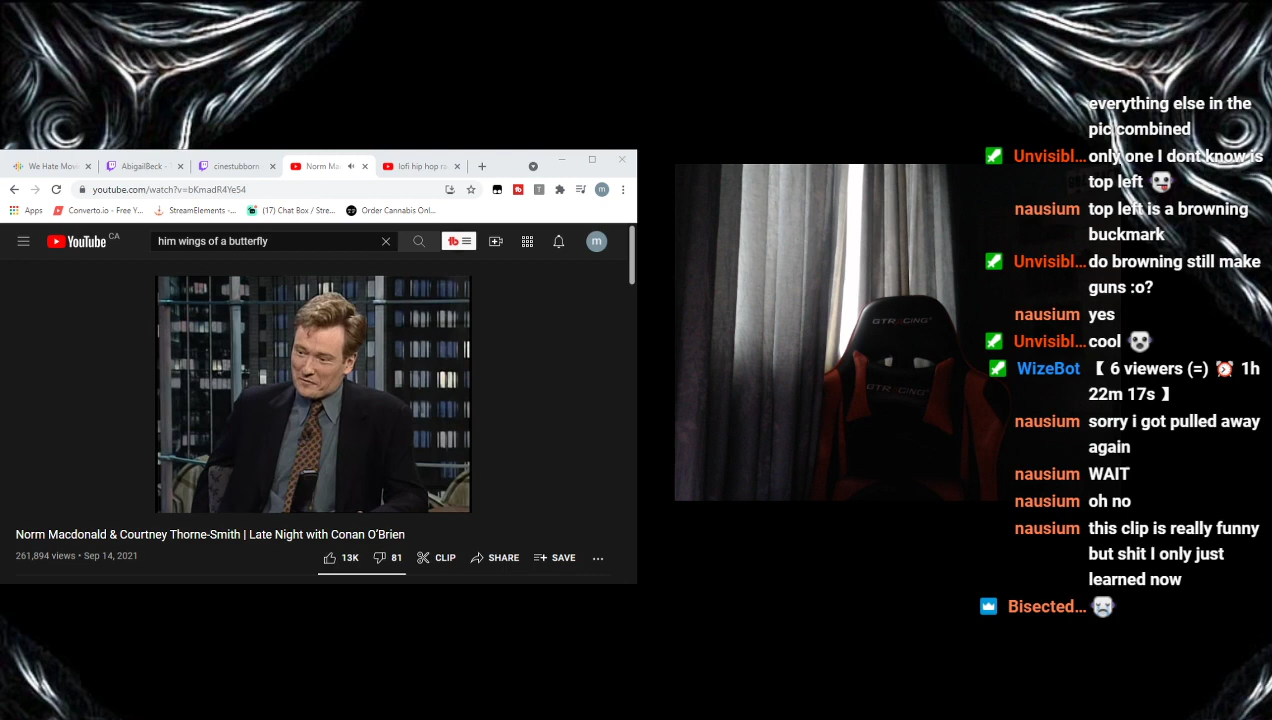 We Hate Movi
AbigailBeck -
cinestubborn -
Norm Ma
lofi hip hop ra
youtube.com/watch?v=bKmadR4Ye54
Apps
Converto.io - Free Y...
StreamElements -...
(17) Chat Box / Stre...
Order Cannabis Onl...
YouTube CA
him wings of a butterfly
m
Norm Macdonald & Courtney Thorne-Smith | Late Night with Conan O'Brien
261,894 views • Sep 14, 2021
13K
81
CLIP
SHARE
SAVE
GTRACING
GTRACING
everything else in the
pic combined
Unvisibl... only one I dont know is
top left
nausium top left is a browning
buckmark
Unvisibl... do browning still make
guns :o?
nausium yes
Unvisibl... cool
WizeBot 【 6 viewers (=) ⏰ 1h
22m 17s 】
nausium sorry i got pulled away
again
nausium WAIT
nausium oh no
nausium this clip is really funny
but shit I only just
learned now
Bisected...